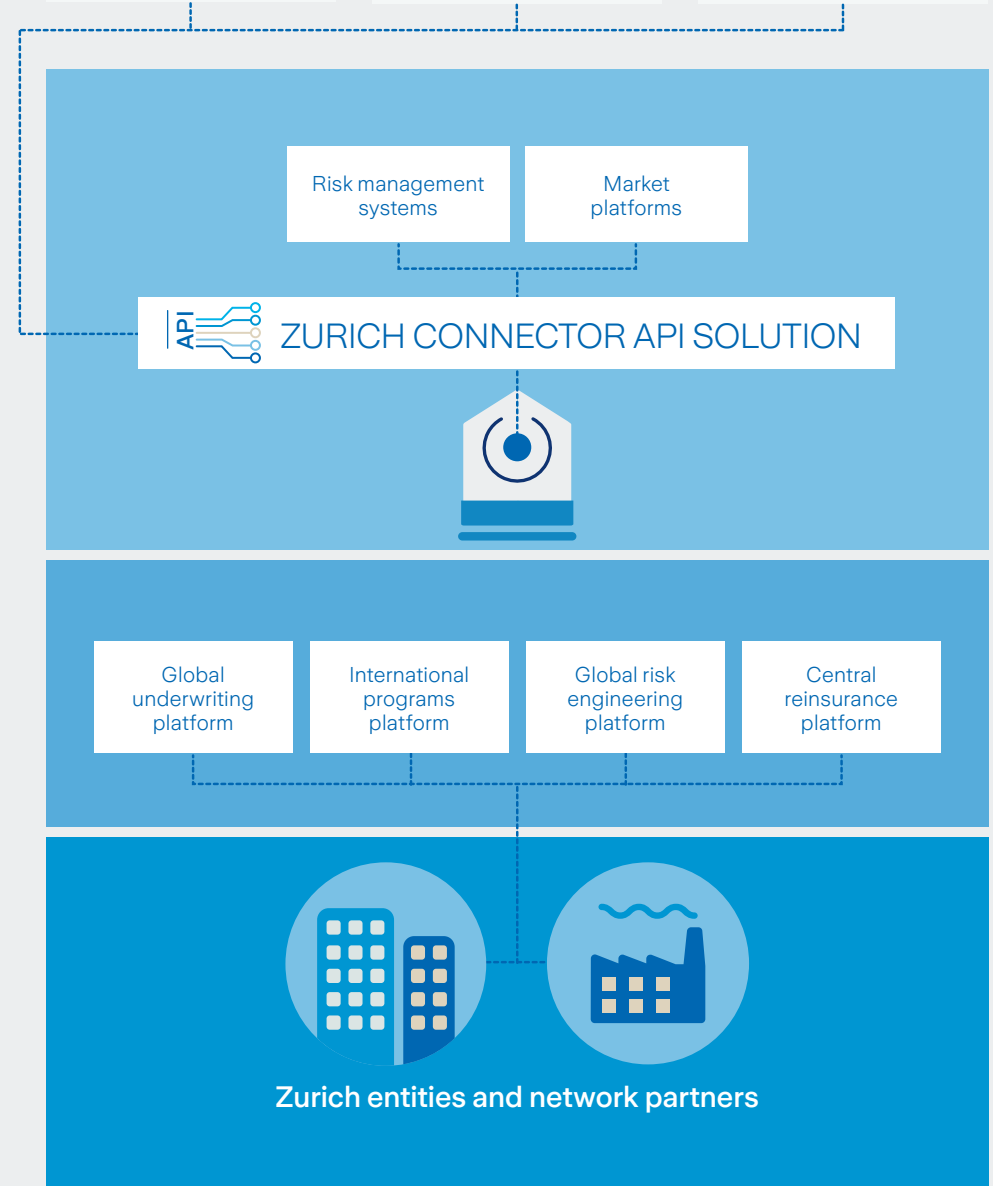 Risk management
systems
Market
platforms
API
ZURICH CONNECTOR API SOLUTION
Global
underwriting
platform
International
programs
platform
Global risk
engineering
platform
Central
reinsurance
platform
Zurich entities and network partners